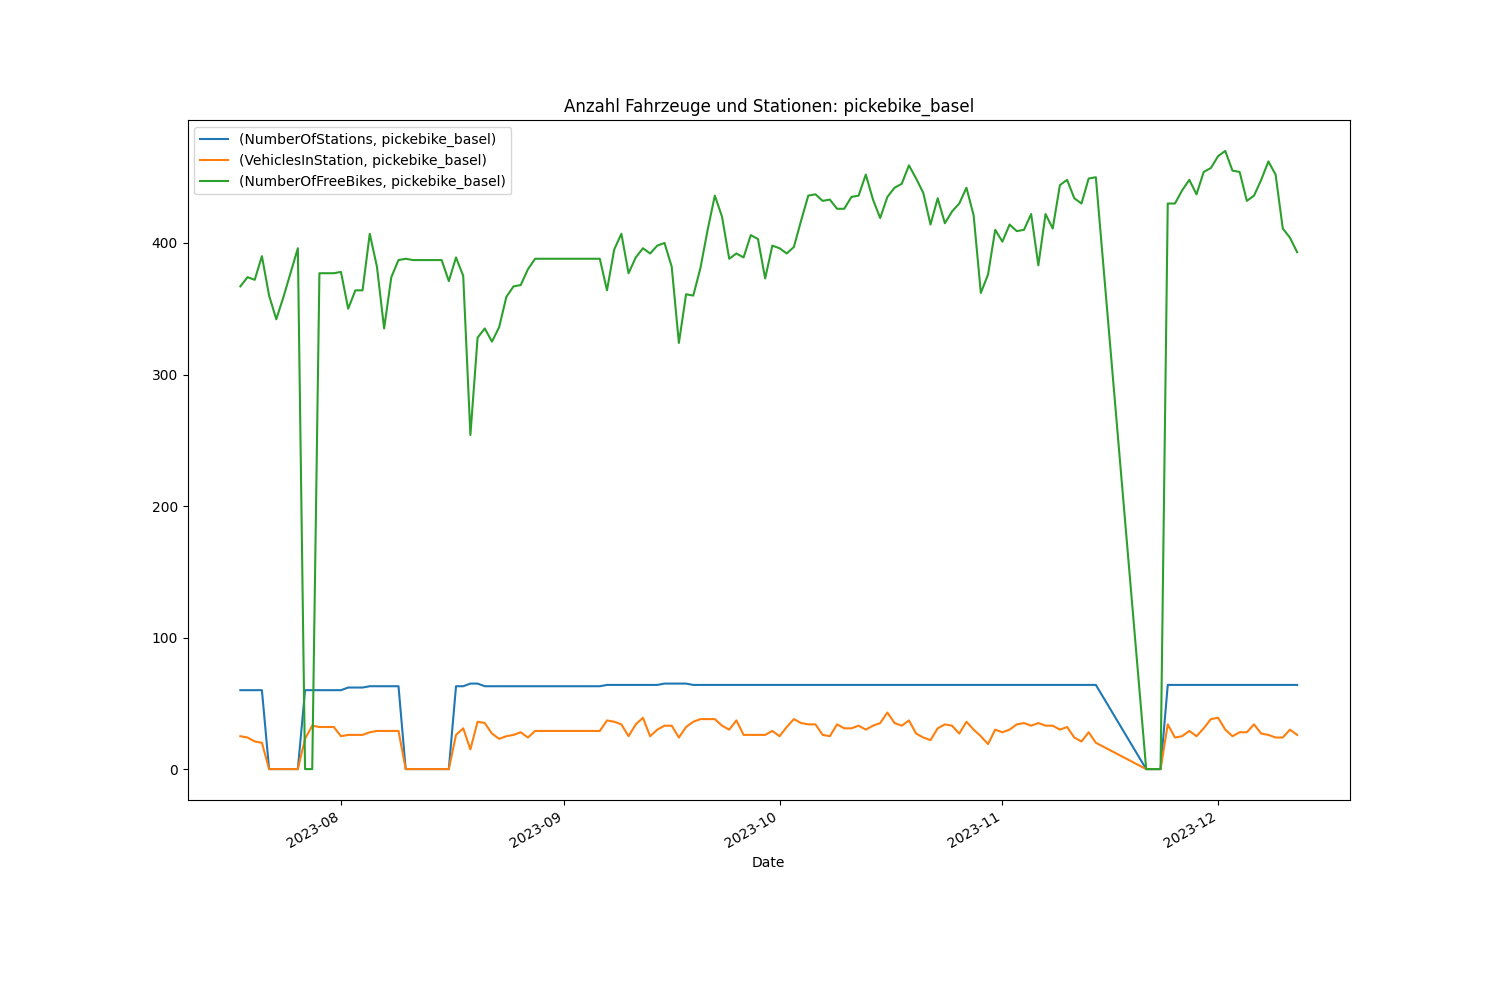 Anzahl Fahrzeuge und Stationen: pickebike_basel
(NumberOfStations, pickebike_basel)
(VehiclesInStation, pickebike_basel)
(NumberOfFreeBikes, pickebike_basel)
400
300
200
100
0
2023-08
2023-09
2023-10
2023-11
2023-12
Date